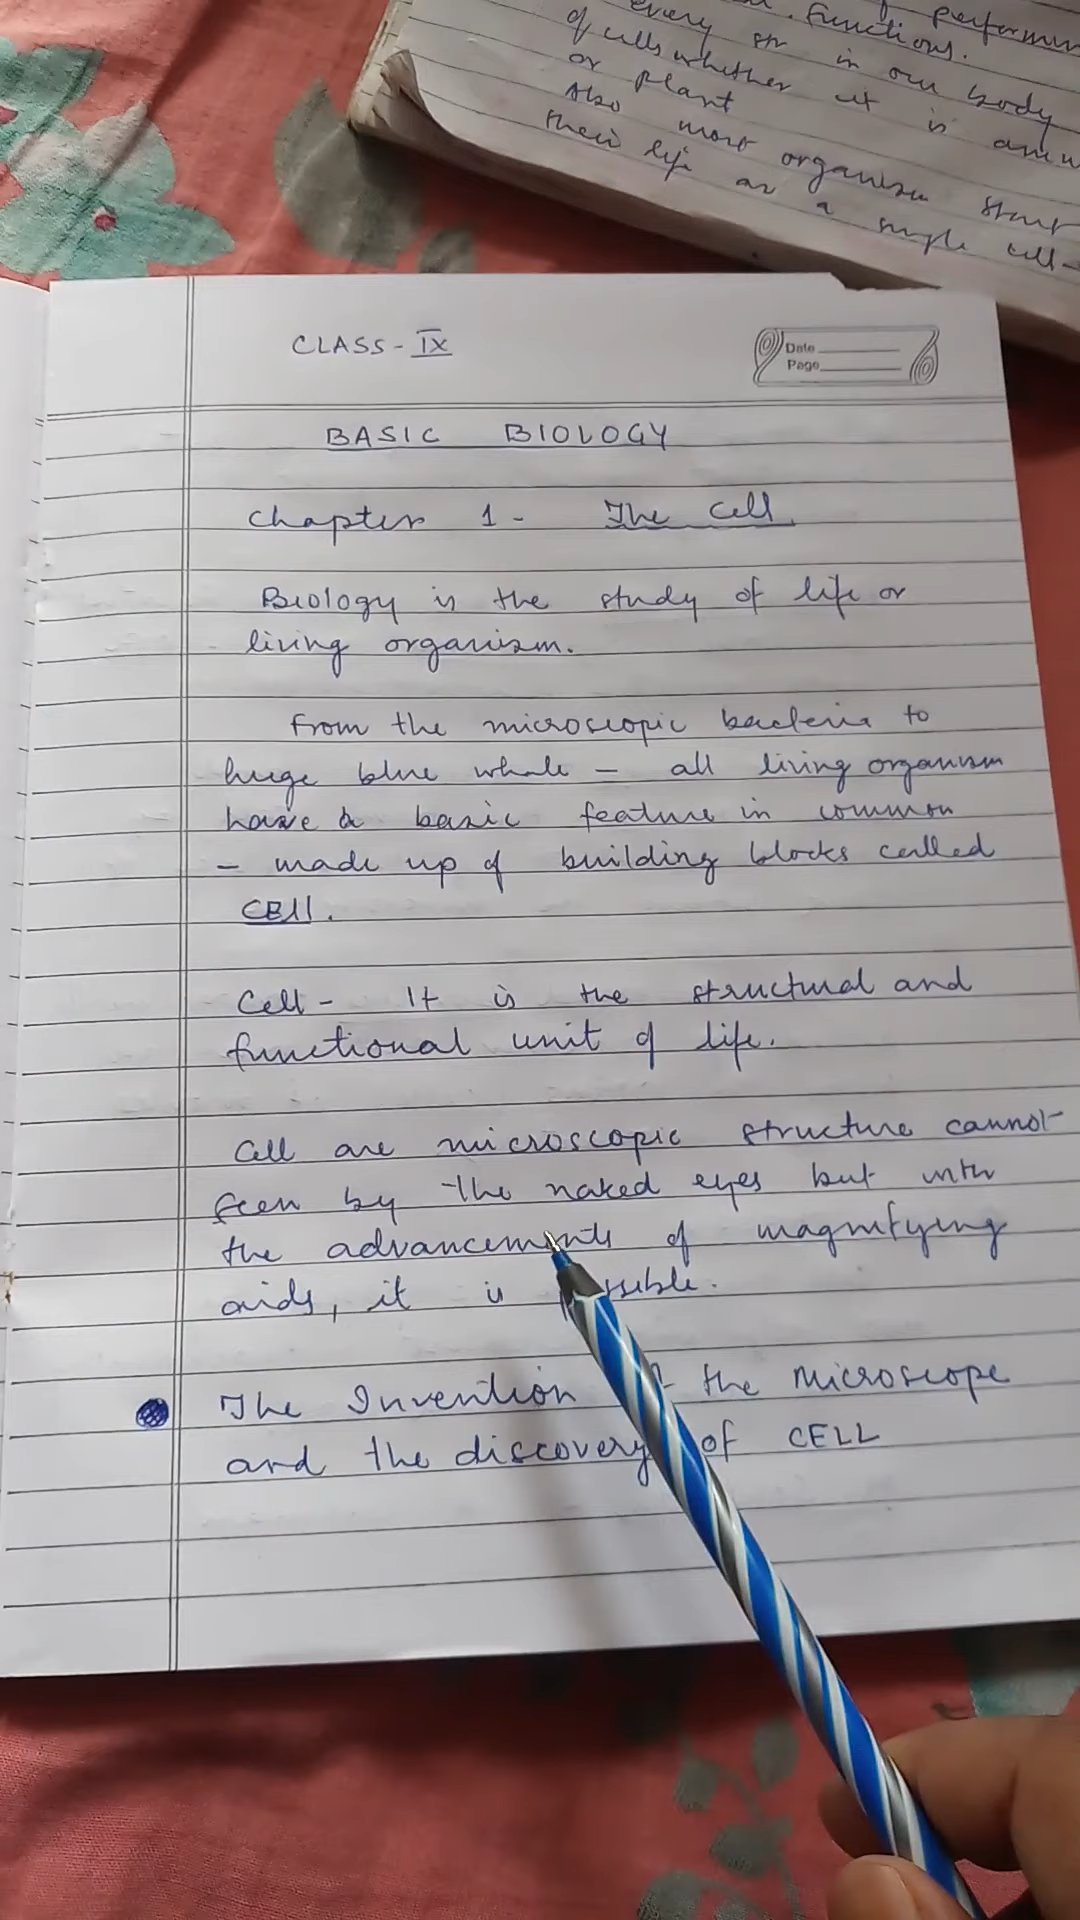 performin
functions.
every str in our body
of cells whether it is anim
or plant
Also most organism start
their life as a single cell-
CLASS - IX
Date
Page
BASIC BIOLOGY
Chapter 1 - The Cell
Biology is the study of life or
living organism.
From the microscopic bacteria to
huge blue whale - all living organism
have a basic feature in common
- made up of building blocks called
CEll.
Cell - It is the structural and
functional unit of life.
Cell are microscopic structure cannot
seen by the naked eyes but with
the advancements of magnifying
aids, it is possible.
The Invention of the microscope
and the discovery of CELL